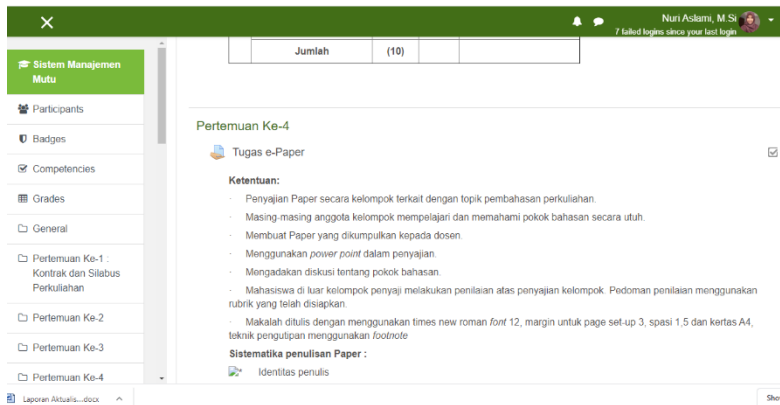 Nuri Aslami, M.Si
7 failed logins since your last login
Jumlah (10)
Sistem Manajemen
Mutu
Participants
Badges
Competencies
Grades
General
Pertemuan Ke-1 :
Kontrak dan Silabus
Perkuliahan
Pertemuan Ke-2
Pertemuan Ke-3
Pertemuan Ke-4
Pertemuan Ke-4
Tugas e-Paper
Ketentuan:
· Penyajian Paper secara kelompok terkait dengan topik pembahasan perkuliahan.
· Masing-masing anggota kelompok mempelajari dan memahami pokok bahasan secara utuh.
· Membuat Paper yang dikumpulkan kepada dosen.
· Menggunakan power point dalam penyajian.
· Mengadakan diskusi tentang pokok bahasan.
· Mahasiswa di luar kelompok penyaji melakukan penilaian atas penyajian kelompok. Pedoman penilaian menggunakan
rubrik yang telah disiapkan.
· Makalah ditulis dengan menggunakan times new roman font 12, margin untuk page set-up 3, spasi 1,5 dan kertas A4,
teknik pengutipan menggunakan footnote
Sistematika penulisan Paper :
Identitas penulis
Laporan Aktualis....docx